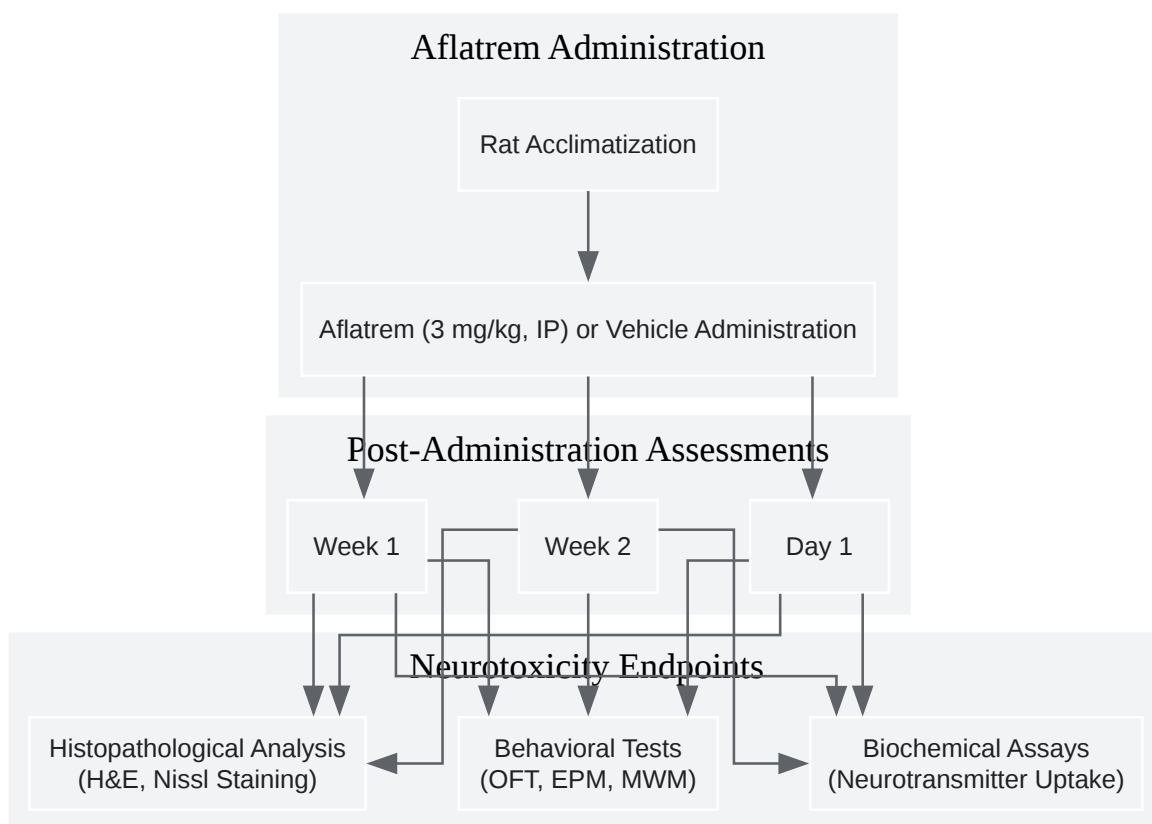 Aflatrem Administration
Rat Acclimatization
Aflatrem (3 mg/kg, IP) or Vehicle Administration
Post-Administration Assessments
Week 1
Week 2
Day 1
Neurotoxicity Endpoints
Histopathological Analysis
(H&E, Nissl Staining)
Behavioral Tests
(OFT, EPM, MWM)
Biochemical Assays
(Neurotransmitter Uptake)